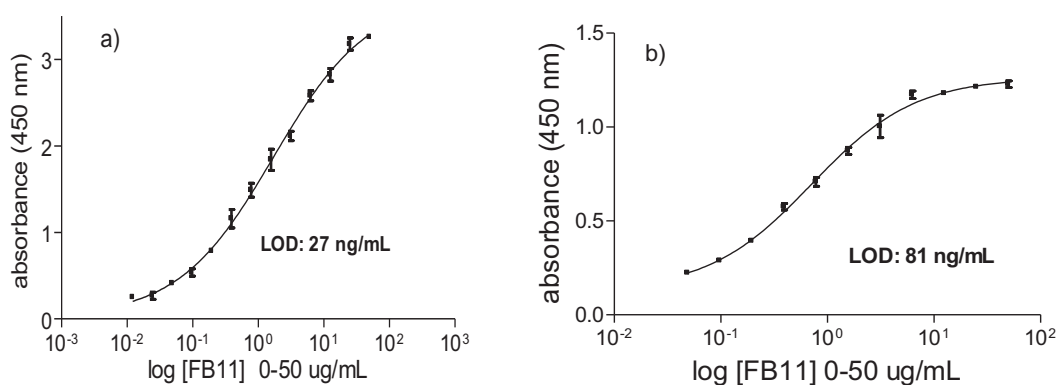 a)
absorbance (450 nm)
3
2
1
0
LOD: 27 ng/mL
10-3 10-2 10-1 100 101 102 103
log [FB11] 0-50 ug/mL
b)
absorbance (450 nm)
1.5
1.0
0.5
0.0
LOD: 81 ng/mL
10-2 10-1 100 101 102
log [FB11] 0-50 ug/mL